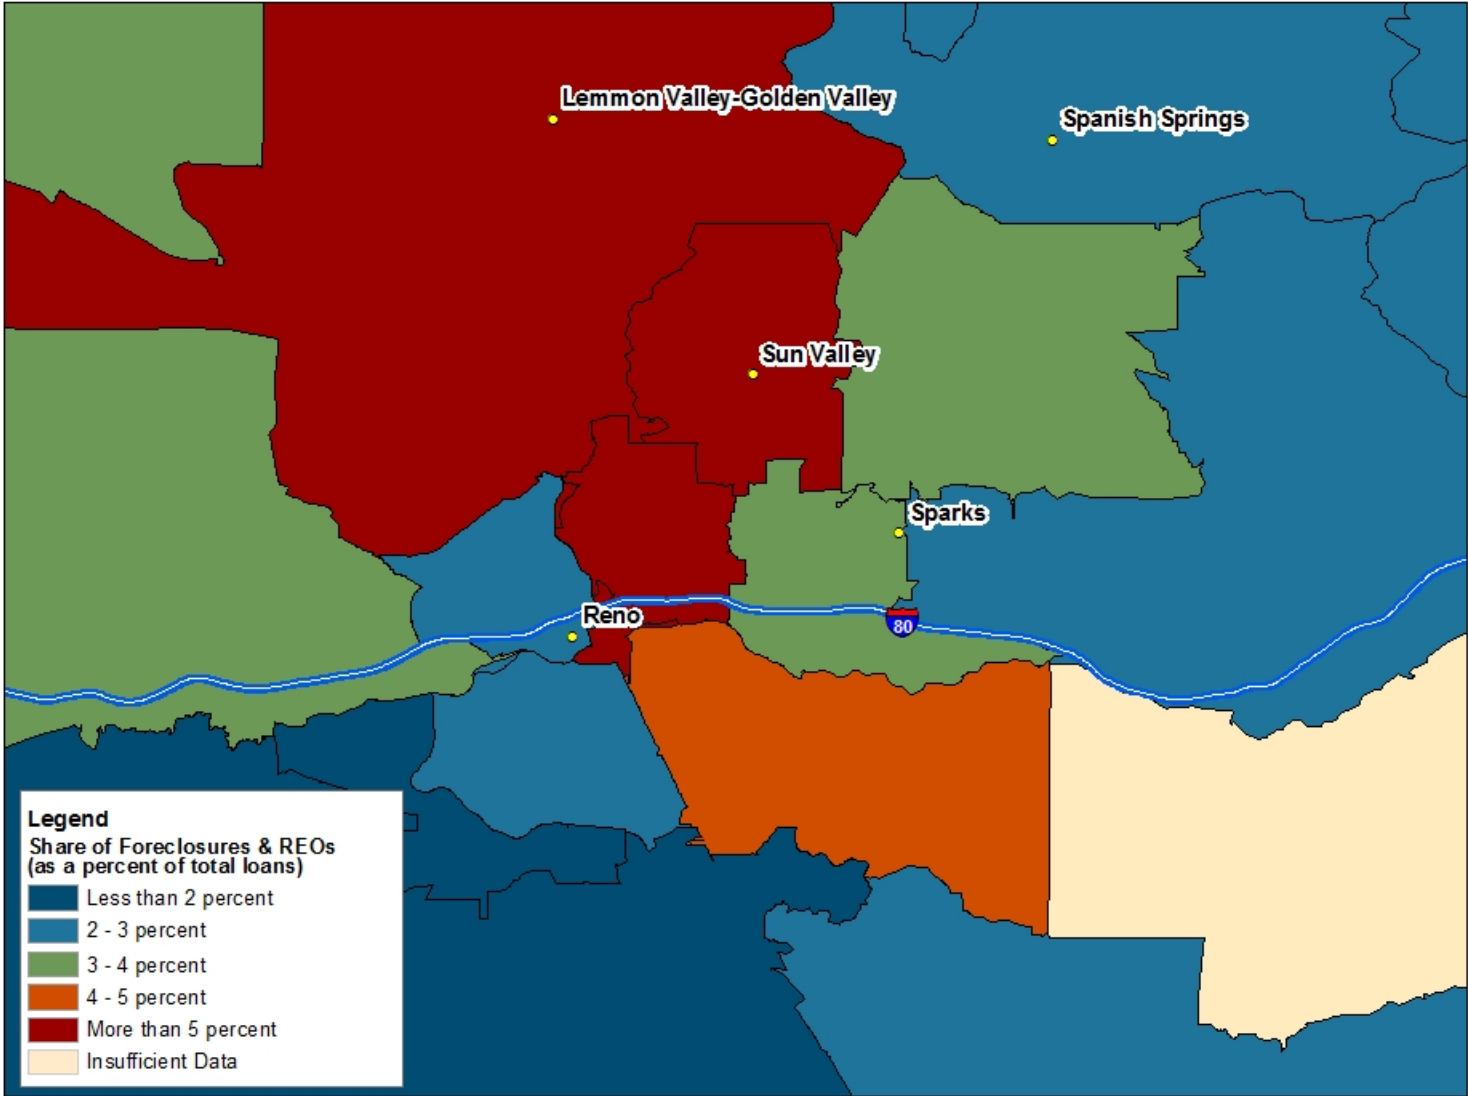 Lemmon Valley-Golden Valley
Spanish Springs
Sun Valley
Sparks
Reno
80
Legend
Share of Foreclosures & REOs
(as a percent of total loans)
Less than 2 percent
2 - 3 percent
3 - 4 percent
4 - 5 percent
More than 5 percent
Insufficient Data